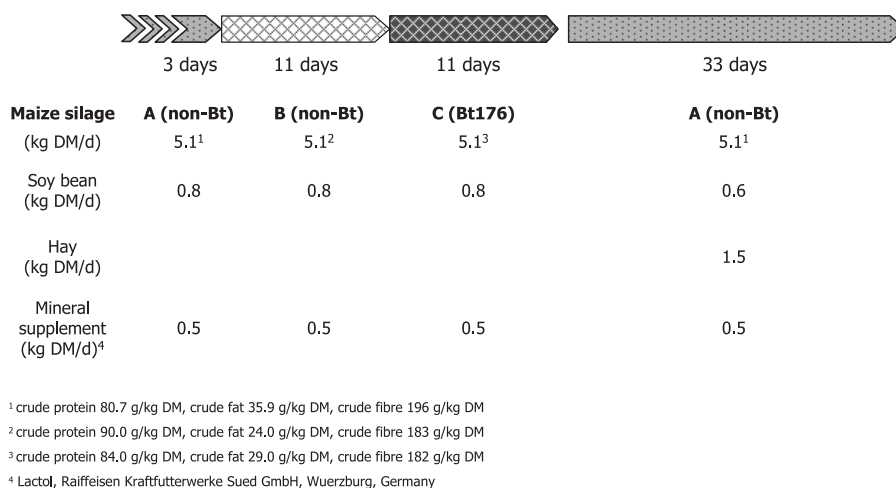 3 days 11 days 11 days 33 days
Maize silage A (non-Bt) B (non-Bt) C (Bt176) A (non-Bt)
(kg DM/d) 5.1¹ 5.1² 5.1³ 5.1¹
Soy bean
(kg DM/d) 0.8 0.8 0.8 0.6
Hay
(kg DM/d) 1.5
Mineral
supplement 0.5 0.5 0.5 0.5
(kg DM/d)⁴
¹ crude protein 80.7 g/kg DM, crude fat 35.9 g/kg DM, crude fibre 196 g/kg DM
² crude protein 90.0 g/kg DM, crude fat 24.0 g/kg DM, crude fibre 183 g/kg DM
³ crude protein 84.0 g/kg DM, crude fat 29.0 g/kg DM, crude fibre 182 g/kg DM
⁴ Lactol, Raiffeisen Kraftfutterwerke Sued GmbH, Wuerzburg, Germany